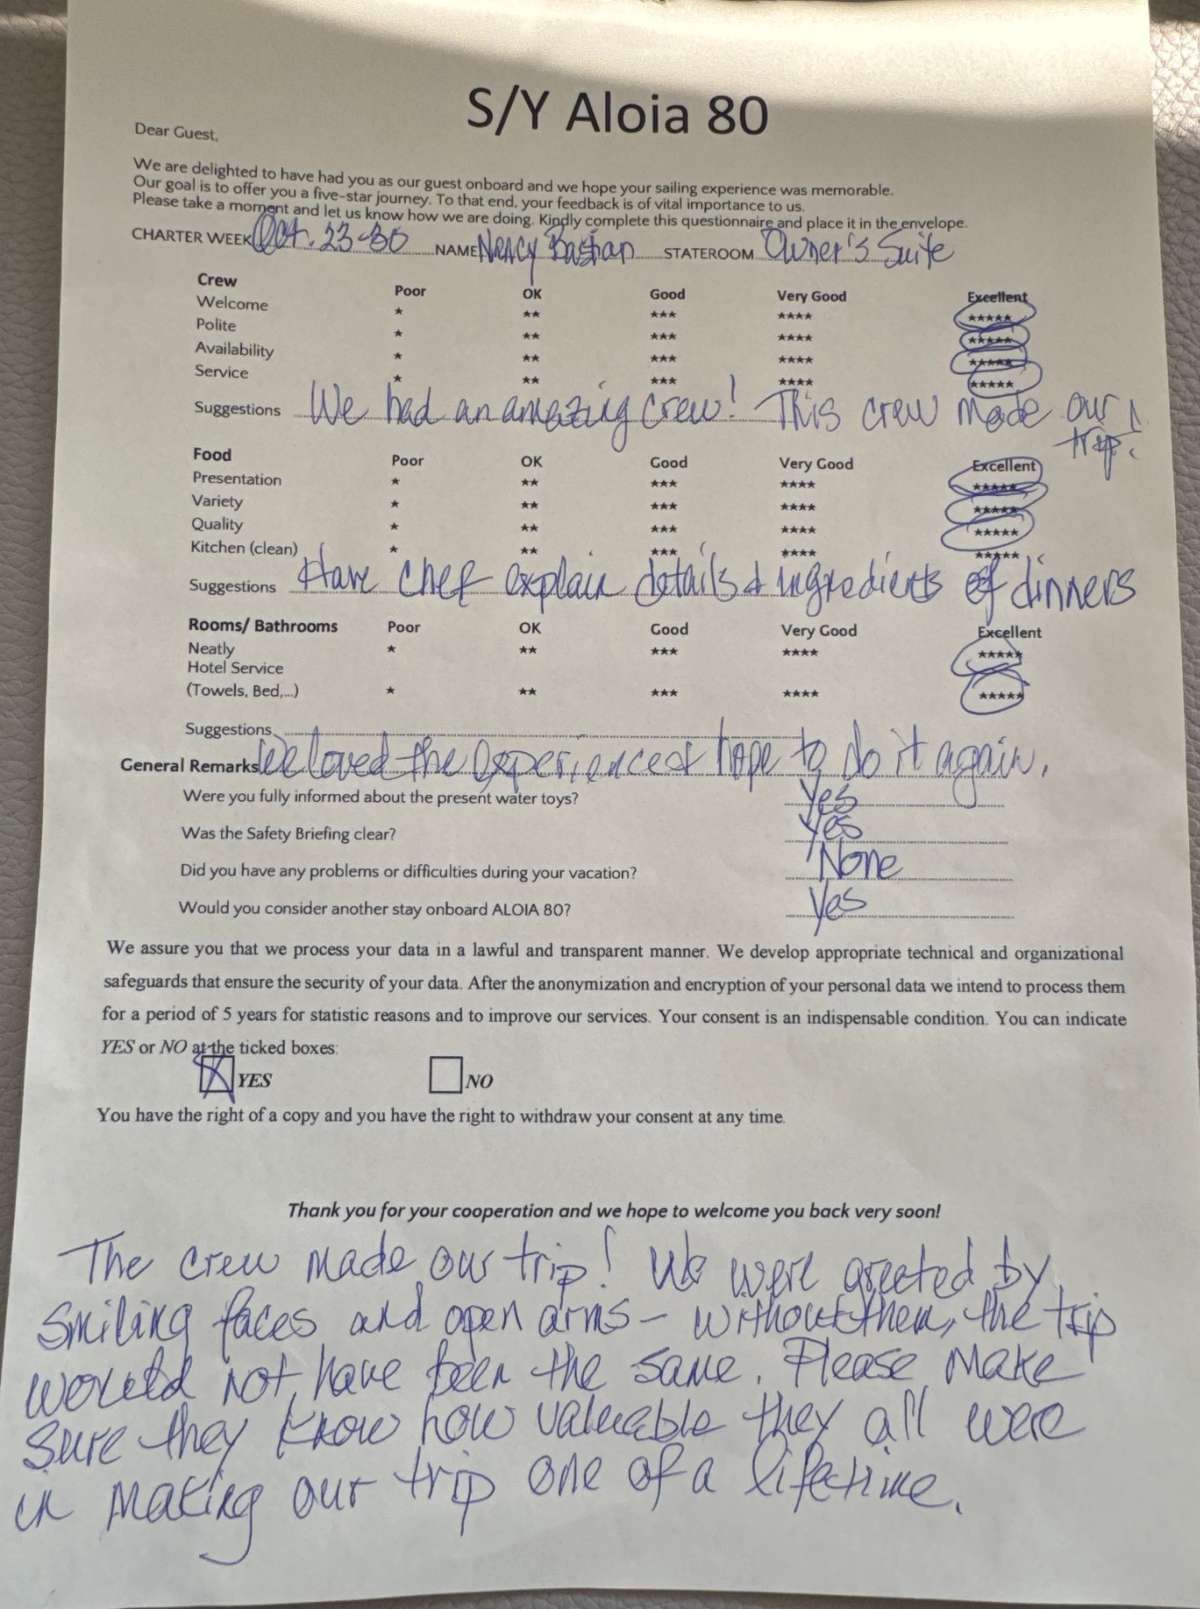 S/Y Aloia 80
Dear Guest,
We are delighted to have had you as our guest onboard and we hope your sailing experience was memorable.
Our goal is to offer you a five-star journey. To that end, your feedback is of vital importance to us.
Please take a moment and let us know how we are doing. Kindly complete this questionnaire and place it in the envelope.
CHARTER WEEK Oct. 23-30 NAME Nancy STATEROOM Owner's Suite
Crew Poor OK Good Very Good Excellent
Welcome * ** *** **** *****
Polite * ** *** **** *****
Availability * ** *** **** *****
Service * ** *** **** *****
Suggestions We had an amazing crew! This crew made our
trip!
Food Poor OK Good Very Good Excellent
Presentation * ** *** **** *****
Variety * ** *** **** *****
Quality * ** *** **** *****
Kitchen (clean) * ** *** **** *****
Suggestions Have chef explain details & ingredients of dinners
Rooms/ Bathrooms Poor OK Good Very Good Excellent
Neatly * ** *** **** *****
Hotel Service
(Towels, Bed,...) * ** *** **** *****
Suggestions
General Remarks We loved the experience & hope to do it again.
Were you fully informed about the present water toys? Yes
Was the Safety Briefing clear? Yes
Did you have any problems or difficulties during your vacation? None
Would you consider another stay onboard ALOIA 80? Yes
We assure you that we process your data in a lawful and transparent manner. We develop appropriate technical and organizational
safeguards that ensure the security of your data. After the anonymization and encryption of your personal data we intend to process them
for a period of 5 years for statistic reasons and to improve our services. Your consent is an indispensable condition. You can indicate
YES or NO at the ticked boxes:
X YES NO
You have the right of a copy and you have the right to withdraw your consent at any time.
Thank you for your cooperation and we hope to welcome you back very soon!
The crew made our trip! We were greeted by
smiling faces and open arms - without them, the trip
would not have been the same. Please make
sure they know how valuable they all were
in making our trip one of a lifetime.